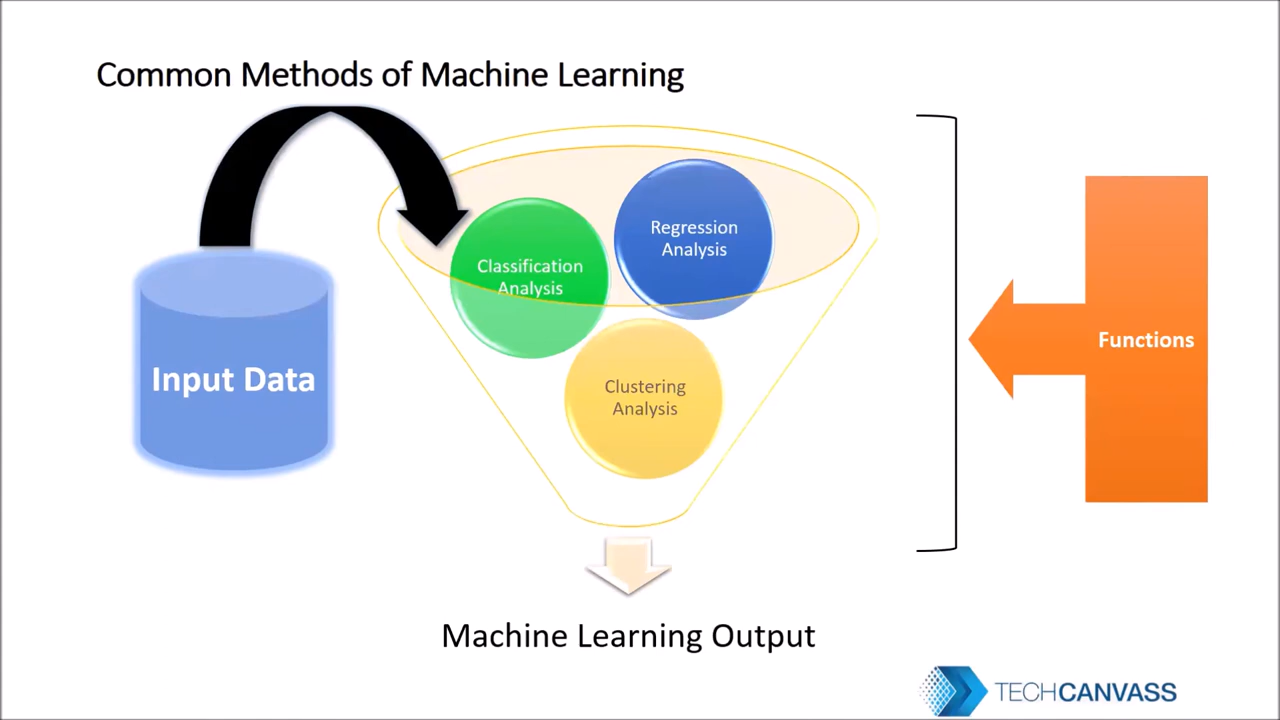 Common Methods of Machine Learning
Regression
Analysis
Classification
Analysis
Functions
Input Data
Clustering
Analysis
Machine Learning Output
TECHCANVASS